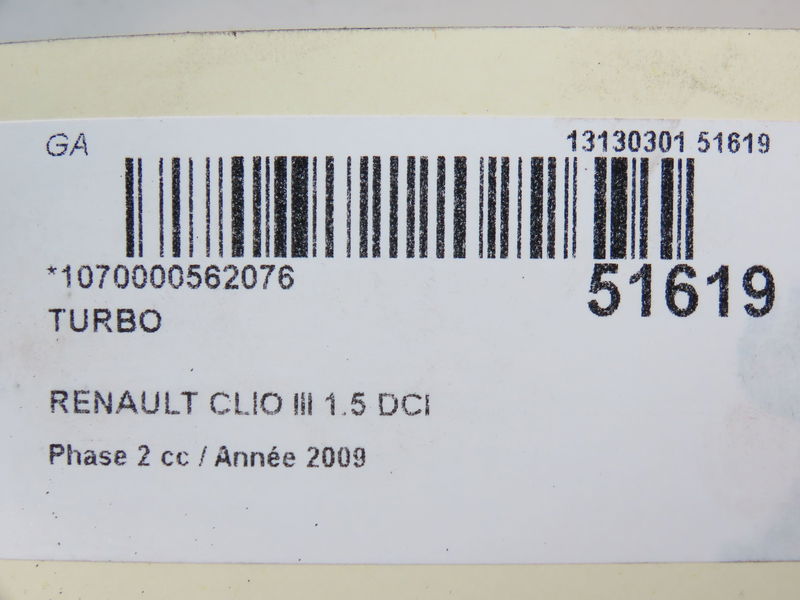 GA 13130301 51619
*1070000562076 51619
TURBO
RENAULT CLIO III 1.5 DCI
Phase 2 cc / Année 2009